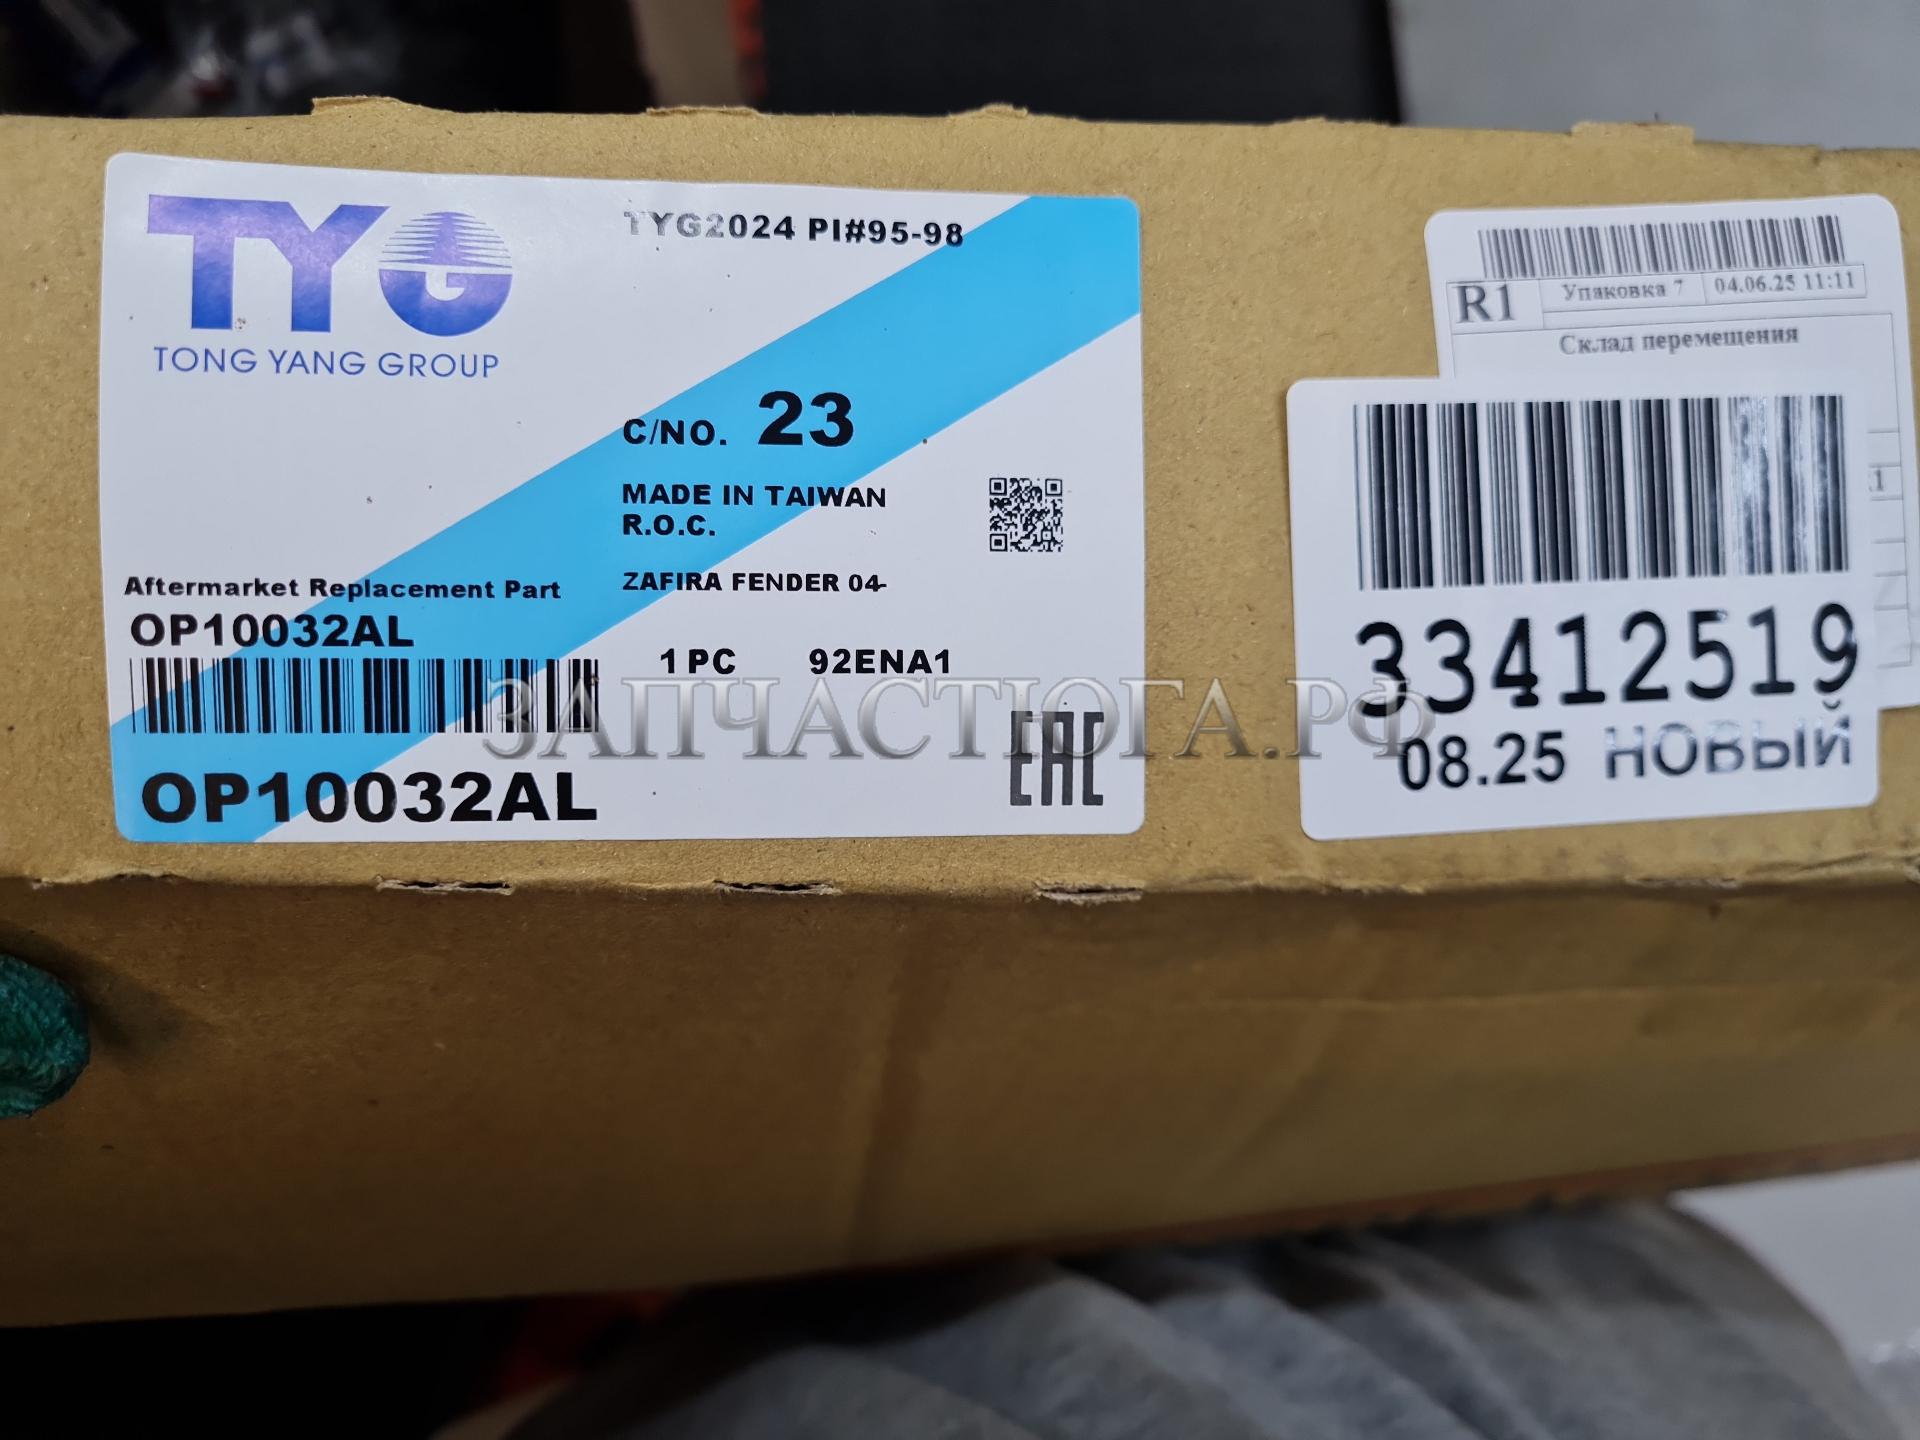 TYG
TONG YANG GROUP
TYG2024 PI#95-98
C/NO. 23
MADE IN TAIWAN
R.O.C.
Aftermarket Replacement Part
ZAFIRA FENDER 04-
OP10032AL
1 PC 92ENA1
OP10032AL
EAC
R1 Упаковка 7 04.06.25 11:11
Склад перемещения
33412519
08.25 НОВЫЙ
ЗАПЧАСТЮГА.РФ